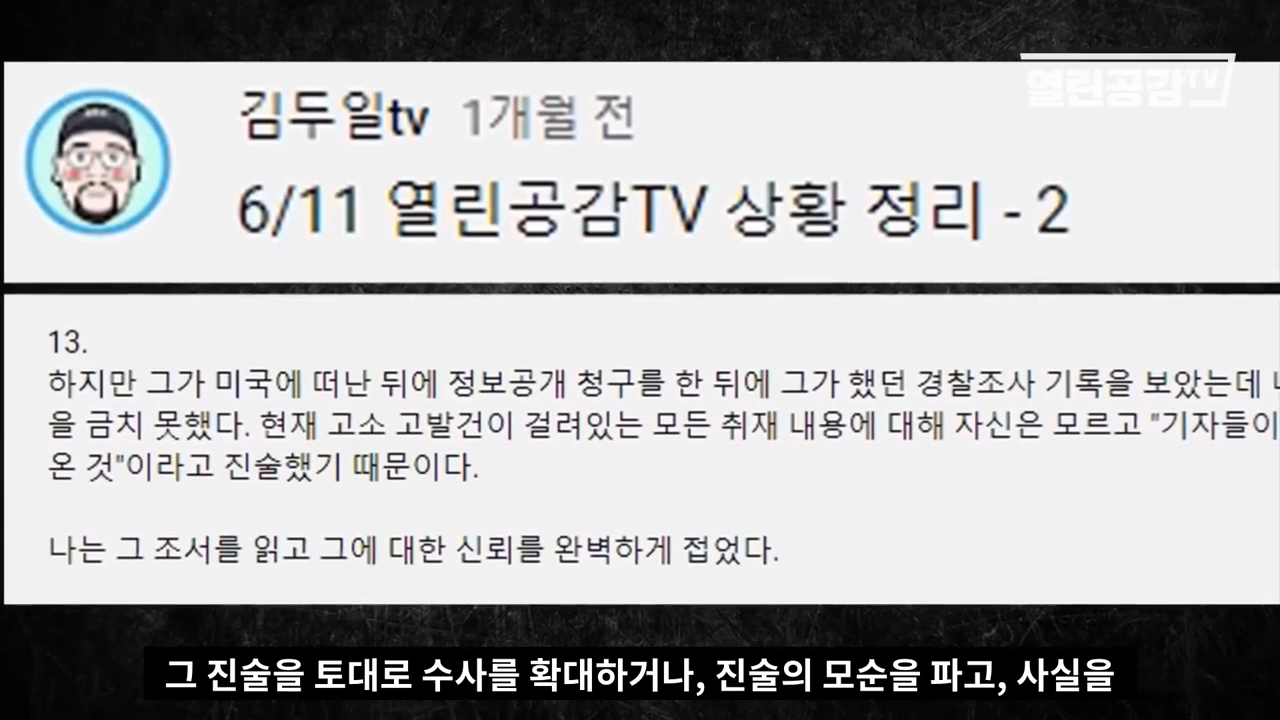 열린공감TV
김두일tv 1개월 전
6/11 열린공감TV 상황 정리 - 2
13.
하지만 그가 미국에 떠난 뒤에 정보공개 청구를 한 뒤에 그가 했던 경찰조사 기록을 보았는데
을 금치 못했다. 현재 고소 고발건이 걸려있는 모든 취재 내용에 대해 자신은 모르고 "기자들이
온 것"이라고 진술했기 때문이다.
나는 그 조서를 읽고 그에 대한 신뢰를 완벽하게 접었다.
그 진술을 토대로 수사를 확대하거나, 진술의 모순을 파고, 사실을